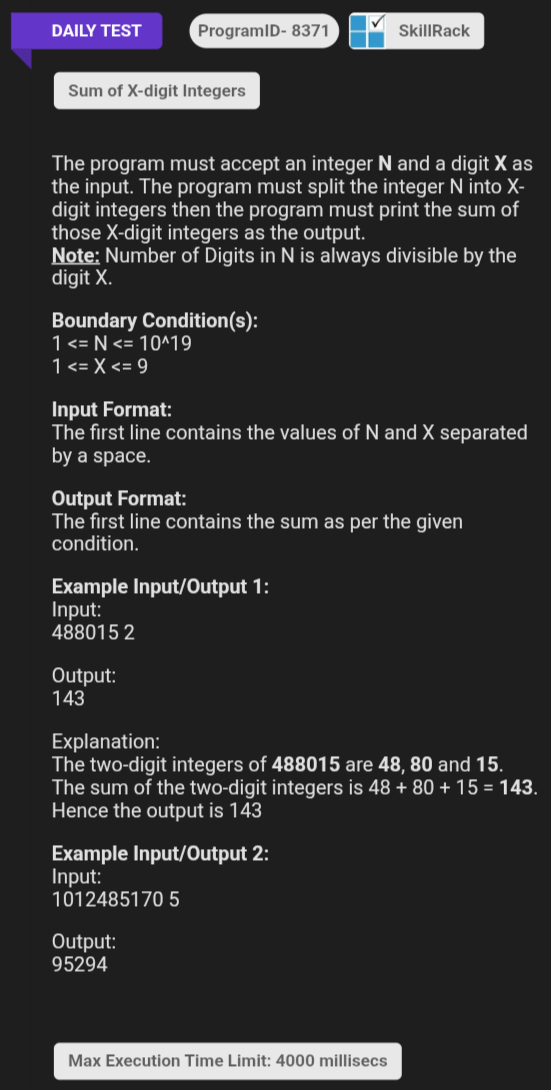 DAILY TEST
ProgramID- 8371
SkillRack
Sum of X-digit Integers
The program must accept an integer N and a digit X as
the input. The program must split the integer N into X-
digit integers then the program must print the sum of
those X-digit integers as the output.
Note: Number of Digits in N is always divisible by the
digit X.
Boundary Condition(s):
1 <= N <= 10^19
1 <= X <= 9
Input Format:
The first line contains the values of N and X separated
by a space.
Output Format:
The first line contains the sum as per the given
condition.
Example Input/Output 1:
Input:
488015 2
Output:
143
Explanation:
The two-digit integers of 488015 are 48, 80 and 15.
The sum of the two-digit integers is 48 + 80 + 15 = 143.
Hence the output is 143
Example Input/Output 2:
Input:
1012485170 5
Output:
95294
Max Execution Time Limit: 4000 millisecs